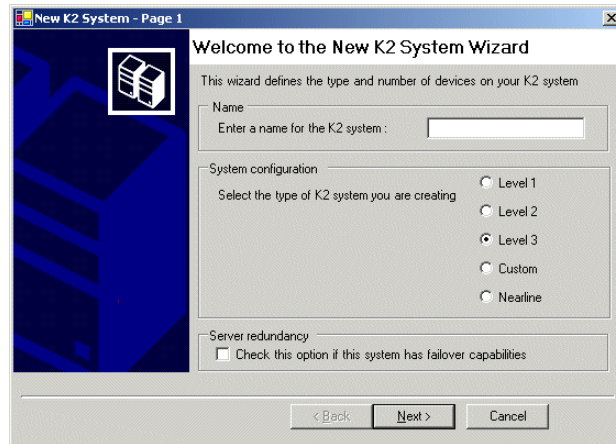 New K2 System - Page 1
Welcome to the New K2 System Wizard
This wizard defines the type and number of devices on your K2 system
Name
Enter a name for the K2 system :
System configuration
Select the type of K2 system you are creating
Level 1
Level 2
Level 3
Custom
Nearline
Server redundancy
Check this option if this system has failover capabilities
< Back
Next >
Cancel